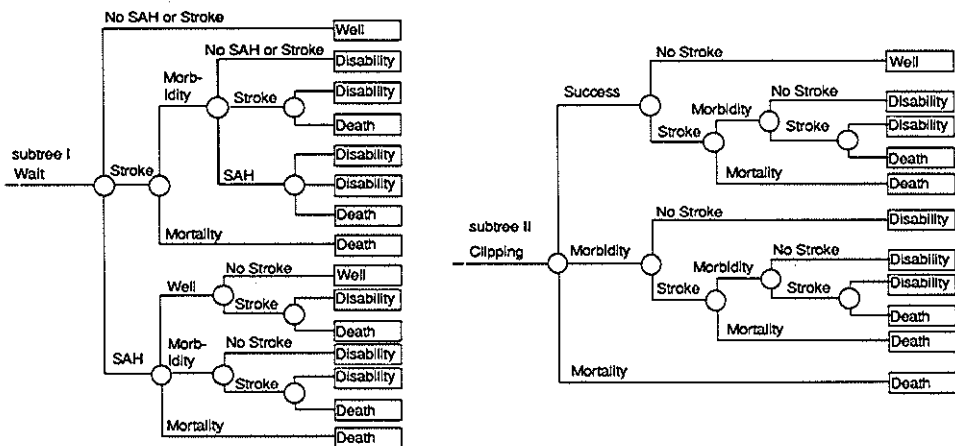 No SAH or Stroke
Well
No SAH or Stroke
Disability
Morb-
idity
Stroke
Disability
Death
subtree I
Wait
Stroke
SAH
Disability
Disability
Death
Mortality
Death
No Stroke
Well
Well
Stroke
Disability
Death
SAH
Morb-
idity
No Stroke
Disability
Stroke
Disability
Death
Mortality
Death
No Stroke
Well
Success
Morbidity
No Stroke
Disability
Stroke
Stroke
Disability
Death
Mortality
Death
subtree II
Clipping
No Stroke
Disability
Morbidity
Morbidity
No Stroke
Disability
Stroke
Stroke
Disability
Death
Mortality
Death
Mortality
Death